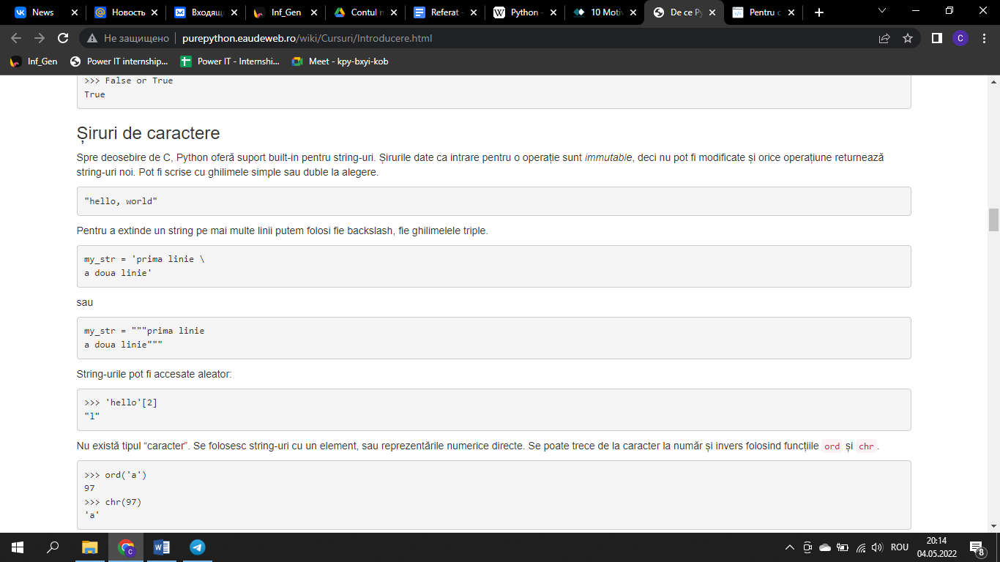 News
Новость
Входящи
Inf_Gen
Contul m
Referat -
Python -
10 Motiv
De ce Py
Pentru c
Не защищено
purepython.eaudeweb.ro/wiki/Cursuri/Introducere.html
C
Inf_Gen
Power IT internship...
Power IT - Internshi...
Meet - kpy-bxyi-kob
>>> False or True
True
Șiruri de caractere
Spre deosebire de C, Python oferă suport built-in pentru string-uri. Șirurile date ca intrare pentru o operație sunt immutable, deci nu pot fi modificate și orice operațiune returnează
string-uri noi. Pot fi scrise cu ghilimele simple sau duble la alegere.
"hello, world"
Pentru a extinde un string pe mai multe linii putem folosi fie backslash, fie ghilimelele triple.
my_str = 'prima linie \
a doua linie'
sau
my_str = """prima linie
a doua linie"""
String-urile pot fi accesate aleator:
>>> 'hello'[2]
"l"
Nu există tipul “caracter”. Se folosesc string-uri cu un element, sau reprezentările numerice directe. Se poate trece de la caracter la număr și invers folosind funcțiile ord și chr.
>>> ord('a')
97
>>> chr(97)
'a'
ROU
20:14
04.05.2022
8